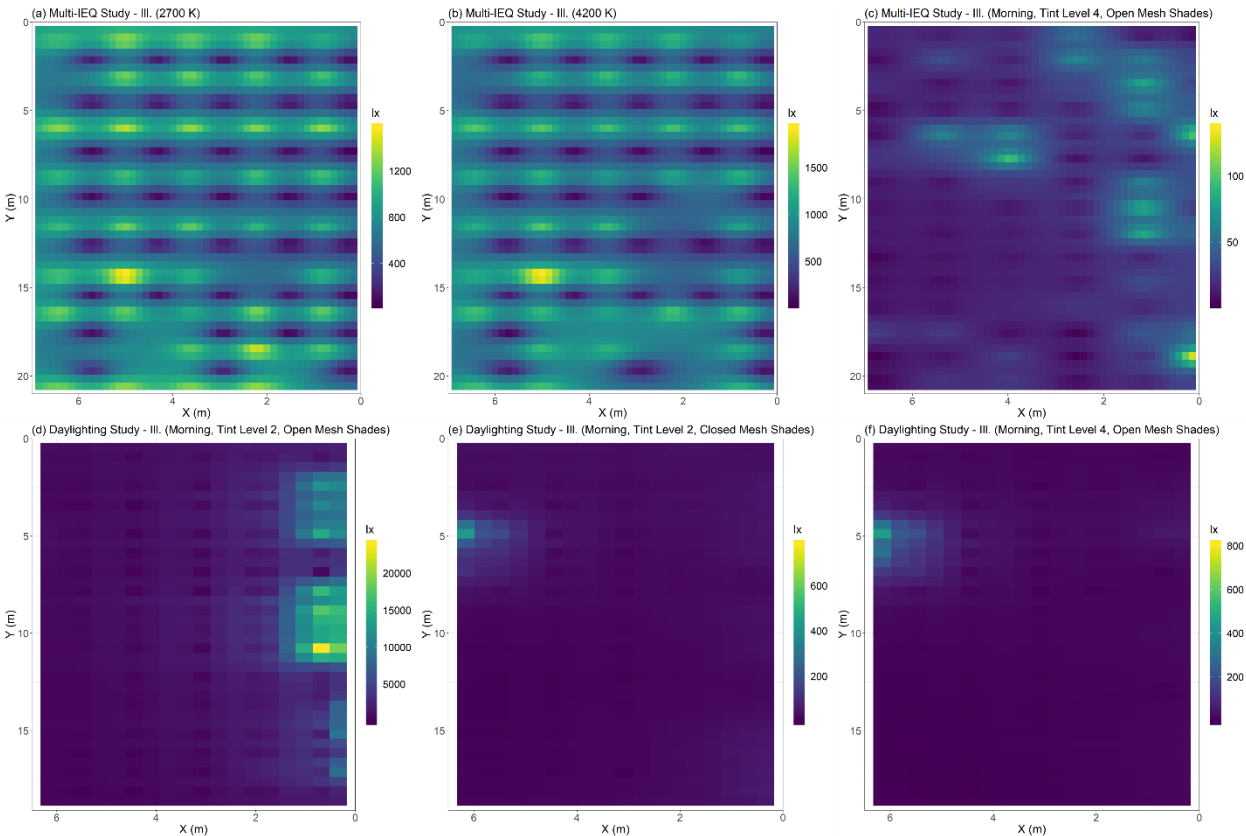 (a) Multi-IEQ Study - Ill. (2700 K)
(b) Multi-IEQ Study - Ill. (4200 K)
(c) Multi-IEQ Study - Ill. (Morning, Tint Level 4, Open Mesh Shades)
0
5
10
15
20
Y (m)
6
4
2
0
X (m)
lx
1200
800
400
0
5
10
15
20
Y (m)
6
4
2
0
X (m)
lx
1500
1000
500
0
5
10
15
20
Y (m)
6
4
2
0
X (m)
lx
100
50
(d) Daylighting Study - Ill. (Morning, Tint Level 2, Open Mesh Shades)
(e) Daylighting Study - Ill. (Morning, Tint Level 2, Closed Mesh Shades)
(f) Daylighting Study - Ill. (Morning, Tint Level 4, Open Mesh Shades)
0
5
10
15
Y (m)
6
4
2
0
X (m)
lx
20000
15000
10000
5000
0
5
10
15
Y (m)
6
4
2
0
X (m)
lx
600
400
200
0
5
10
15
Y (m)
6
4
2
0
X (m)
lx
800
600
400
200